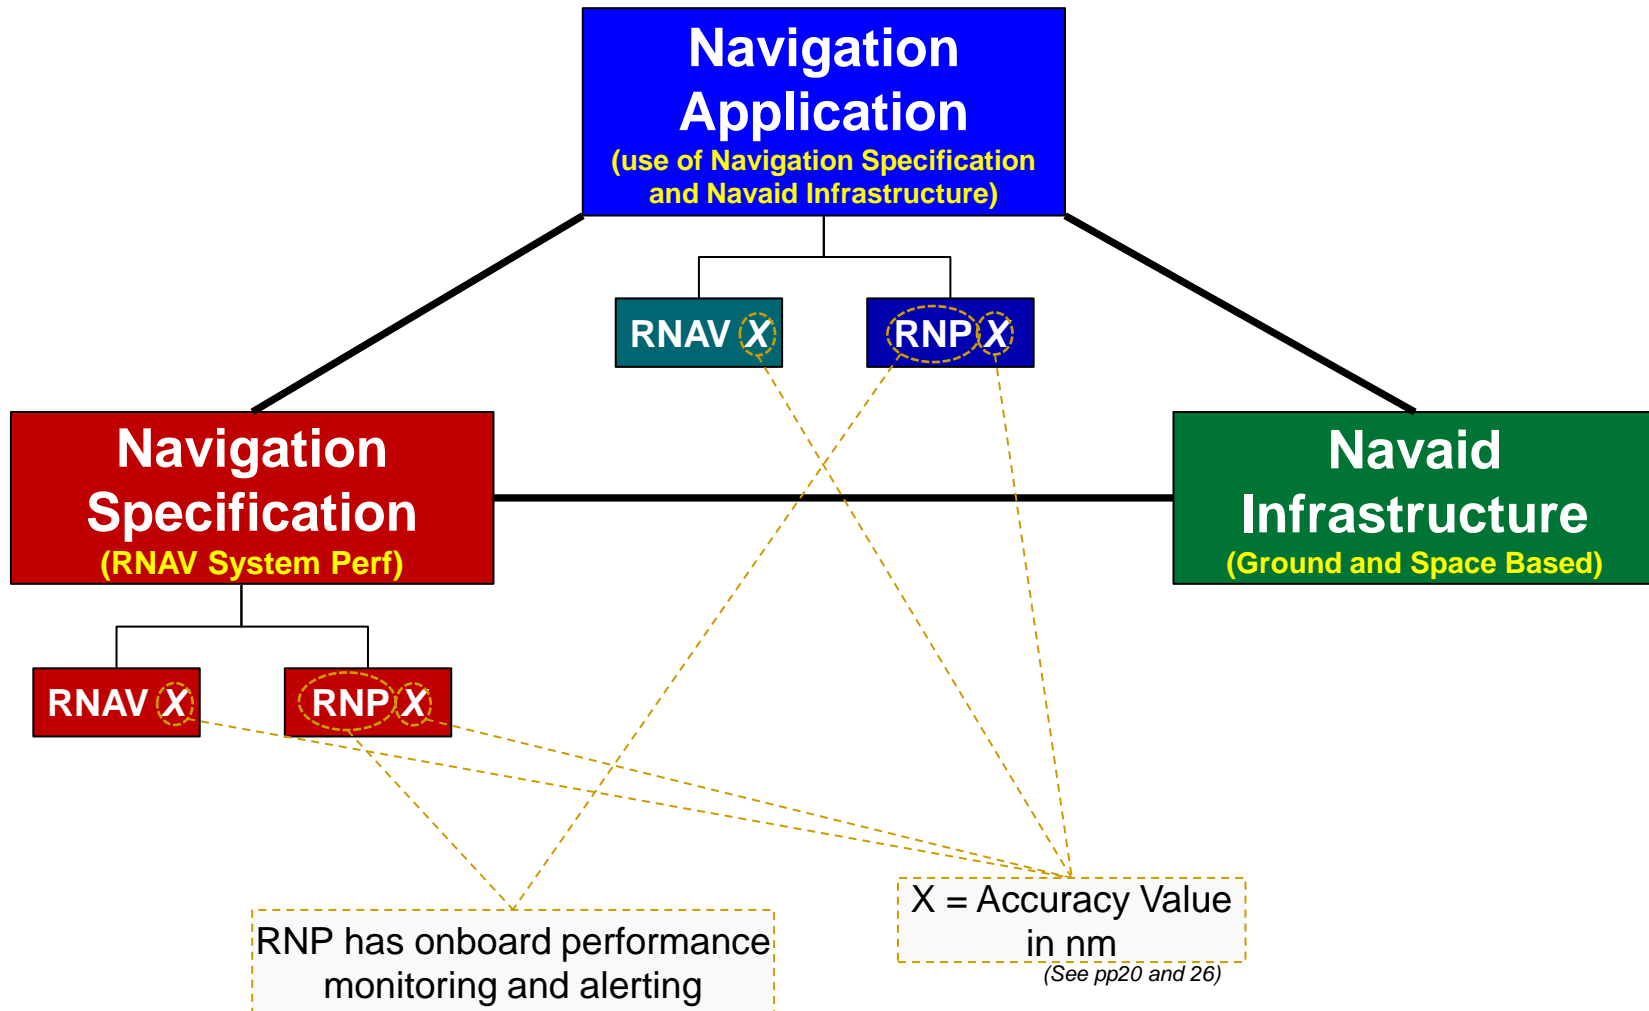 Navigation
Application
(use of Navigation Specification
and Navaid Infrastructure)
RNAV X
RNP X
Navigation
Specification
(RNAV System Perf)
Navaid
Infrastructure
(Ground and Space Based)
RNAV X
RNP X
X = Accuracy Value
in nm
(See pp20 and 26)
RNP has onboard performance
monitoring and alerting